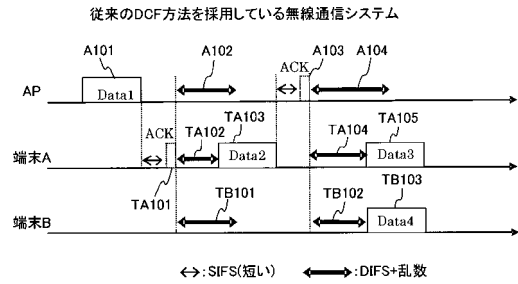 従来のDCF方法を採用している無線通信システム
A101
A102
A103
A104
ACK
AP
Data1
ACK
TA102
TA103
TA104
TA105
端末A
Data2
Data3
TA101
TB101
TB102
TB103
端末B
Data4
:SIFS(短い)
:DIFS+乱数